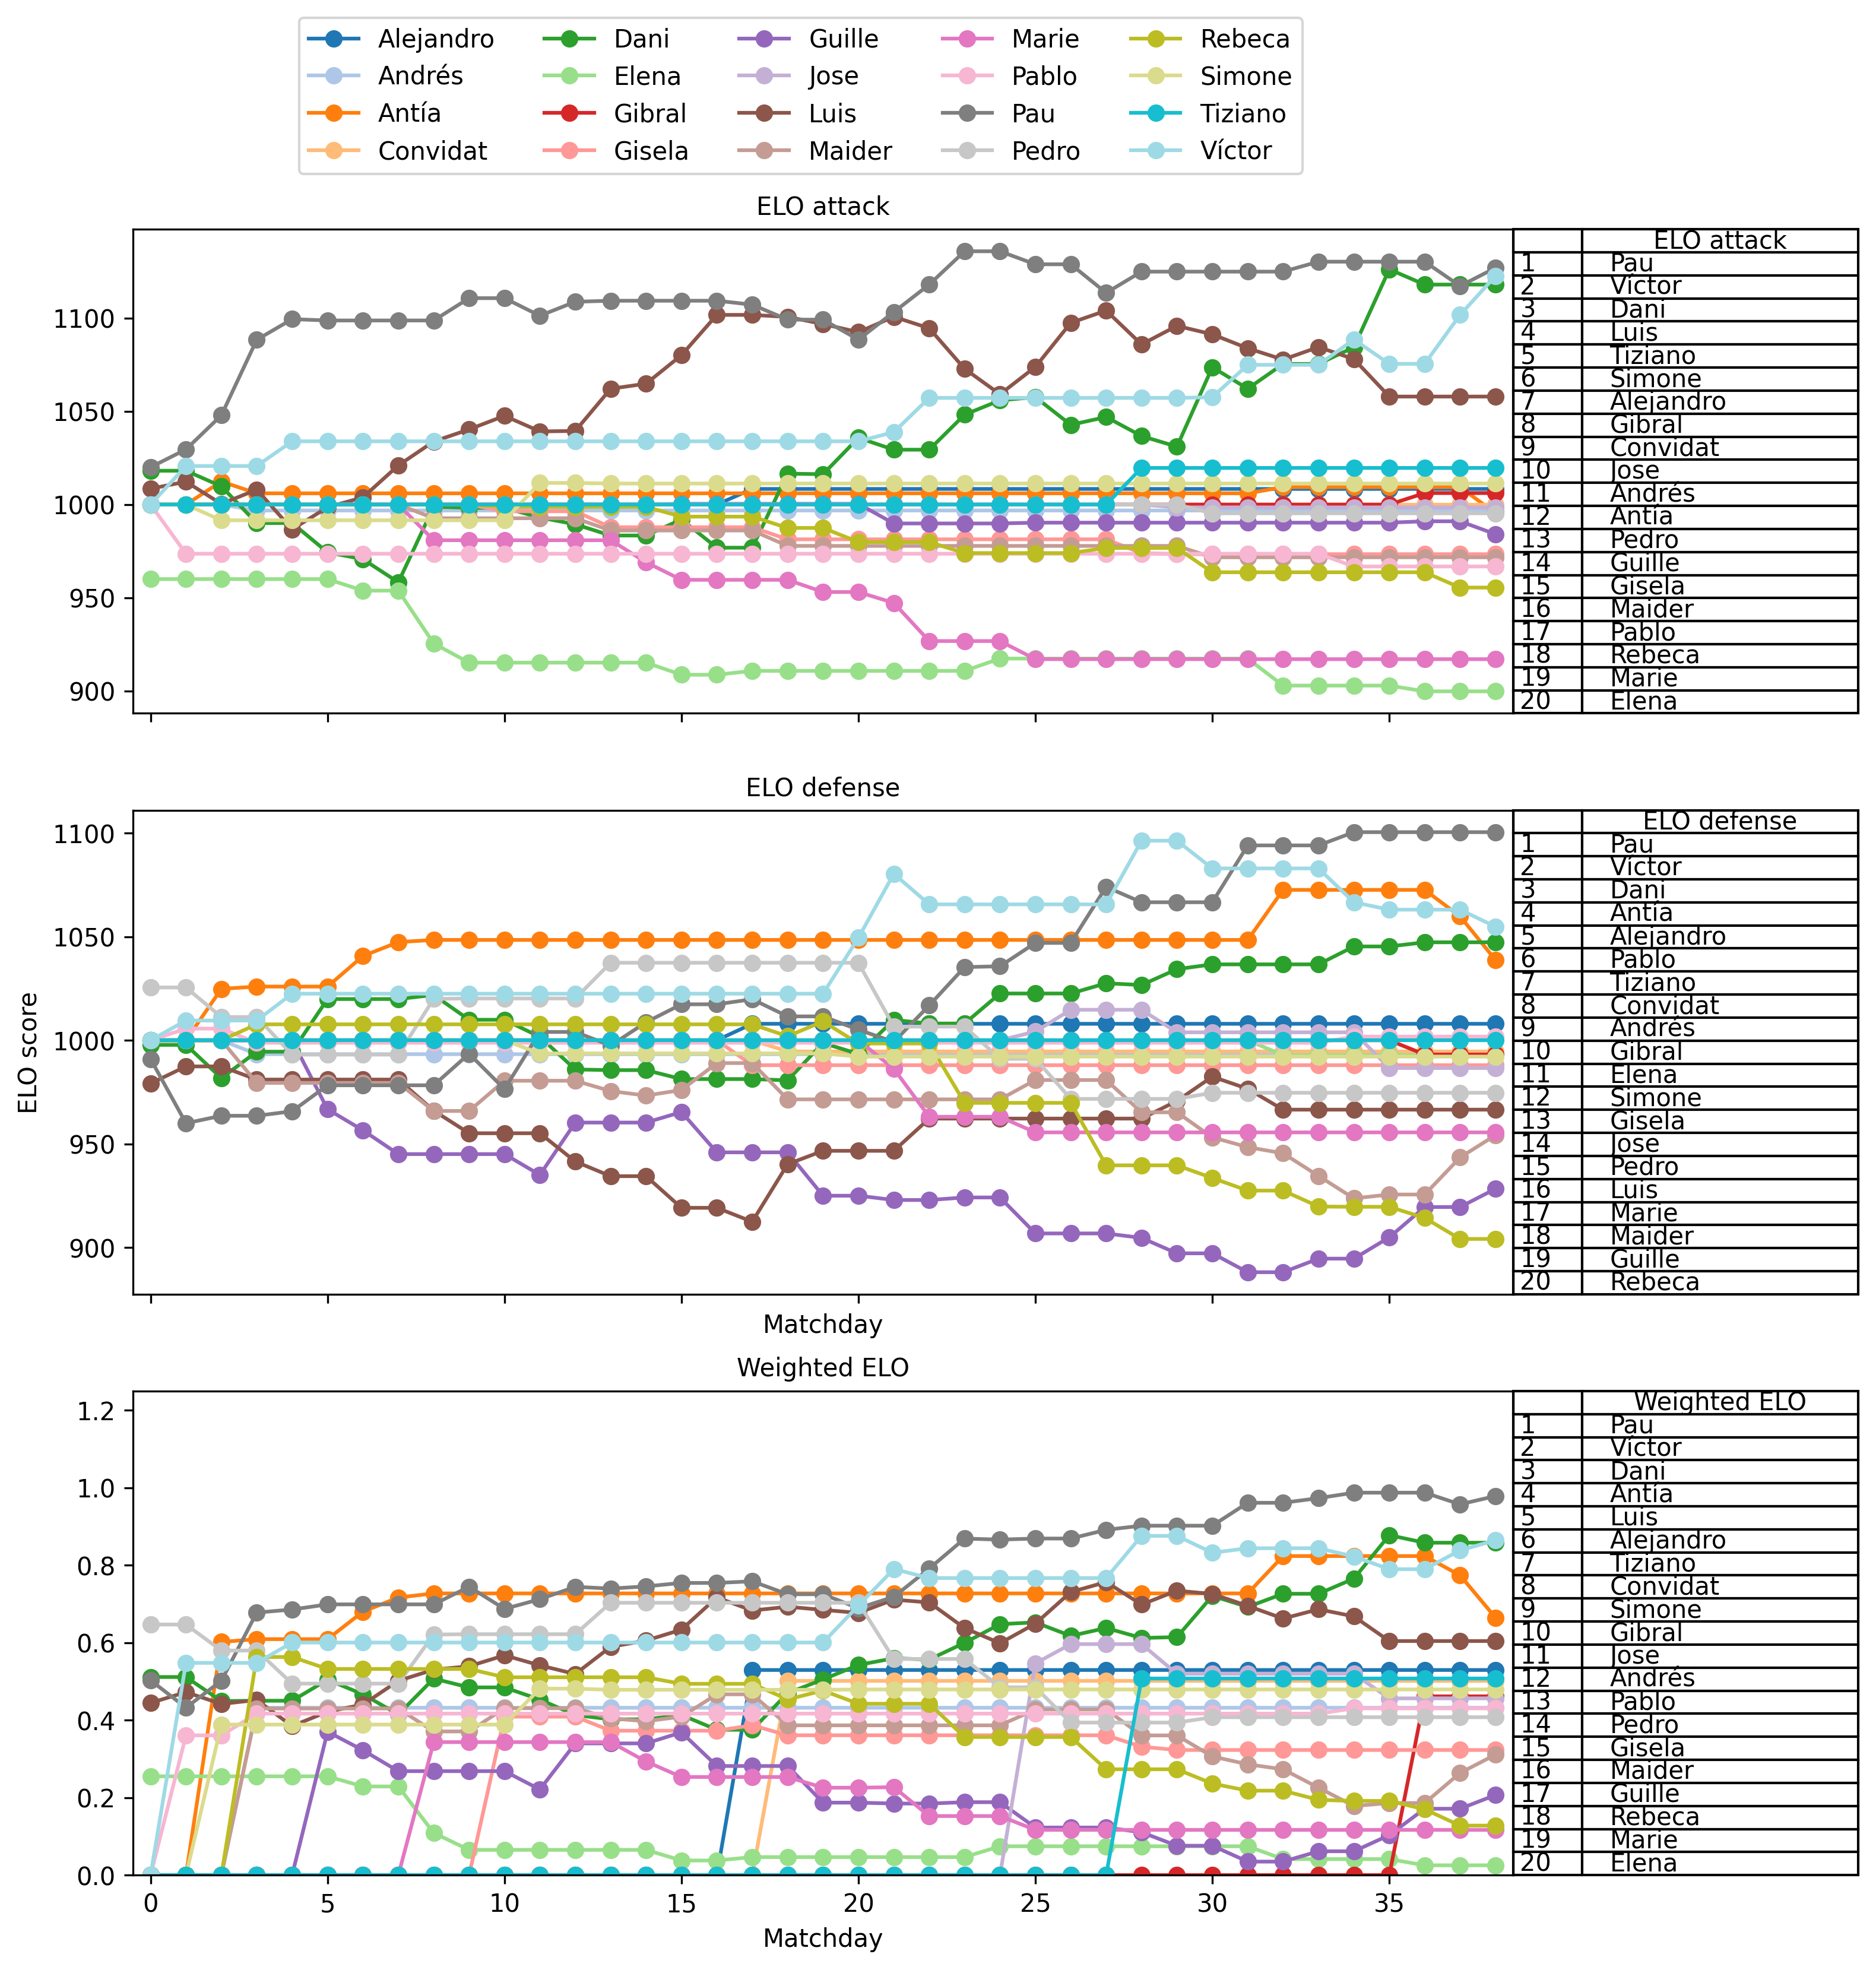 Alejandro Dani Guille Marie Rebeca
Andrés Elena Jose Pablo Simone
Antía Gibral Luis Pau Tiziano
Convidat Gisela Maider Pedro Víctor
ELO attack
1100
1050
1000
950
900
ELO attack
1 Pau
2 Víctor
3 Dani
4 Luis
5 Tiziano
6 Simone
7 Alejandro
8 Gibral
9 Convidat
10 Jose
11 Andrés
12 Antía
13 Pedro
14 Guille
15 Gisela
16 Maider
17 Pablo
18 Rebeca
19 Marie
20 Elena
ELO defense
ELO score
1100
1050
1000
950
900
Matchday
ELO defense
1 Pau
2 Víctor
3 Dani
4 Antía
5 Alejandro
6 Pablo
7 Tiziano
8 Convidat
9 Andrés
10 Gibral
11 Elena
12 Simone
13 Gisela
14 Jose
15 Pedro
16 Luis
17 Marie
18 Maider
19 Guille
20 Rebeca
Weighted ELO
1.2
1.0
0.8
0.6
0.4
0.2
0.0
0 5 10 15 20 25 30 35
Matchday
Weighted ELO
1 Pau
2 Víctor
3 Dani
4 Antía
5 Luis
6 Alejandro
7 Tiziano
8 Convidat
9 Simone
10 Gibral
11 Jose
12 Andrés
13 Pablo
14 Pedro
15 Gisela
16 Maider
17 Guille
18 Rebeca
19 Marie
20 Elena